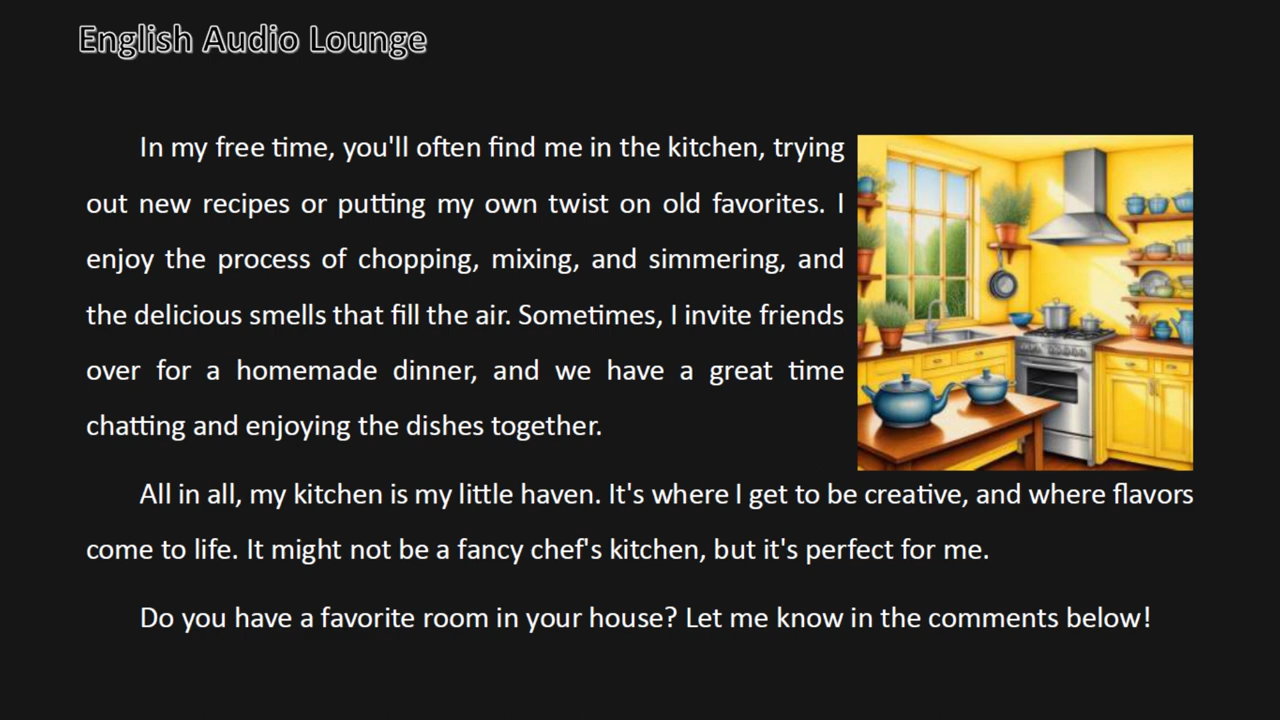 English Audio Lounge
In my free time, you'll often find me in the kitchen, trying
out new recipes or putting my own twist on old favorites. I
enjoy the process of chopping, mixing, and simmering, and
the delicious smells that fill the air. Sometimes, I invite friends
over for a homemade dinner, and we have a great time
chatting and enjoying the dishes together.
All in all, my kitchen is my little haven. It's where I get to be creative, and where flavors
come to life. It might not be a fancy chef's kitchen, but it's perfect for me.
Do you have a favorite room in your house? Let me know in the comments below!